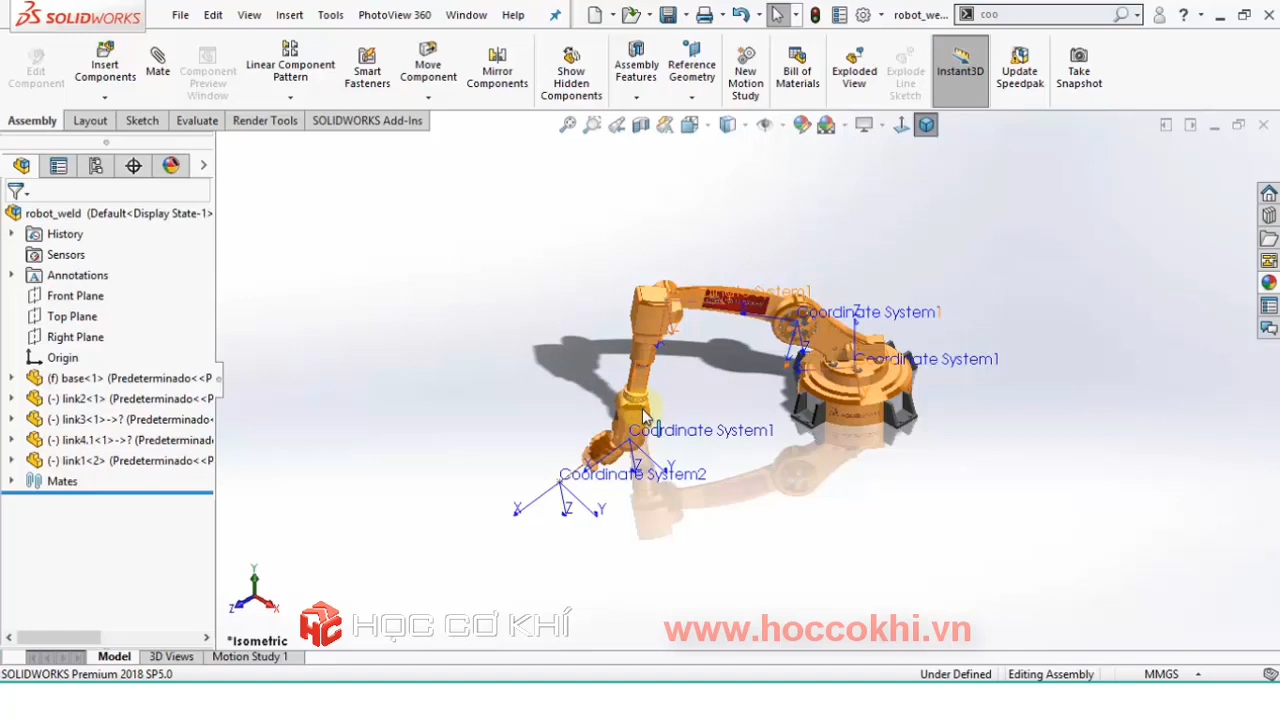 SOLIDWORKS
File Edit View Insert Tools PhotoView 360 Window Help
robot_we...
coo
Edit Component
Insert Components
Mate
Component Preview Window
Linear Component Pattern
Smart Fasteners
Move Component
Mirror Components
Show Hidden Components
Assembly Features
Reference Geometry
New Motion Study
Bill of Materials
Exploded View
Explode Line Sketch
Instant3D
Update Speedpak
Take Snapshot
Assembly Layout Sketch Evaluate Render Tools SOLIDWORKS Add-Ins
robot_weld (Default<Display State-1>
History
Sensors
Annotations
Front Plane
Top Plane
Right Plane
Origin
(f) base<1> (Predeterminado<<P
(-) link2<1> (Predeterminado<<P
(-) link3<1>->? (Predeterminado<
(-) link4.1<1>->? (Predeterminad
(-) link1<2> (Predeterminado<<P
Mates
Coordinate System1
Coordinate System1
Coordinate System1
Coordinate System2
X Z Y
Y
Z X
*Isometric
HỌC CƠ KHÍ
www.hoccokhi.vn
Model 3D Views Motion Study 1
SOLIDWORKS Premium 2018 SP5.0
Under Defined Editing Assembly MMGS